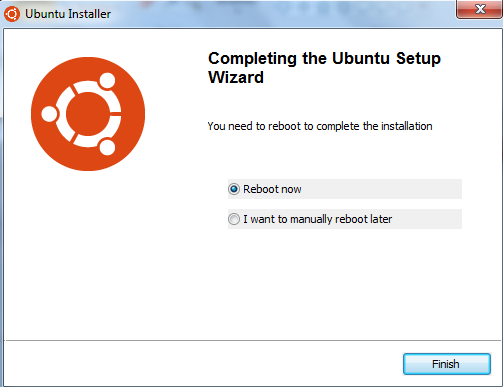 Ubuntu Installer
Completing the Ubuntu Setup
Wizard
You need to reboot to complete the installation
Reboot now
I want to manually reboot later
Finish